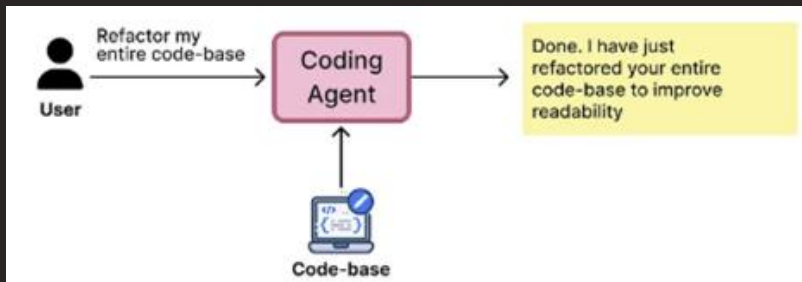 Refactor my
entire code-base
User
Coding
Agent
Done. I have just
refactored your entire
code-base to improve
readability
Code-base